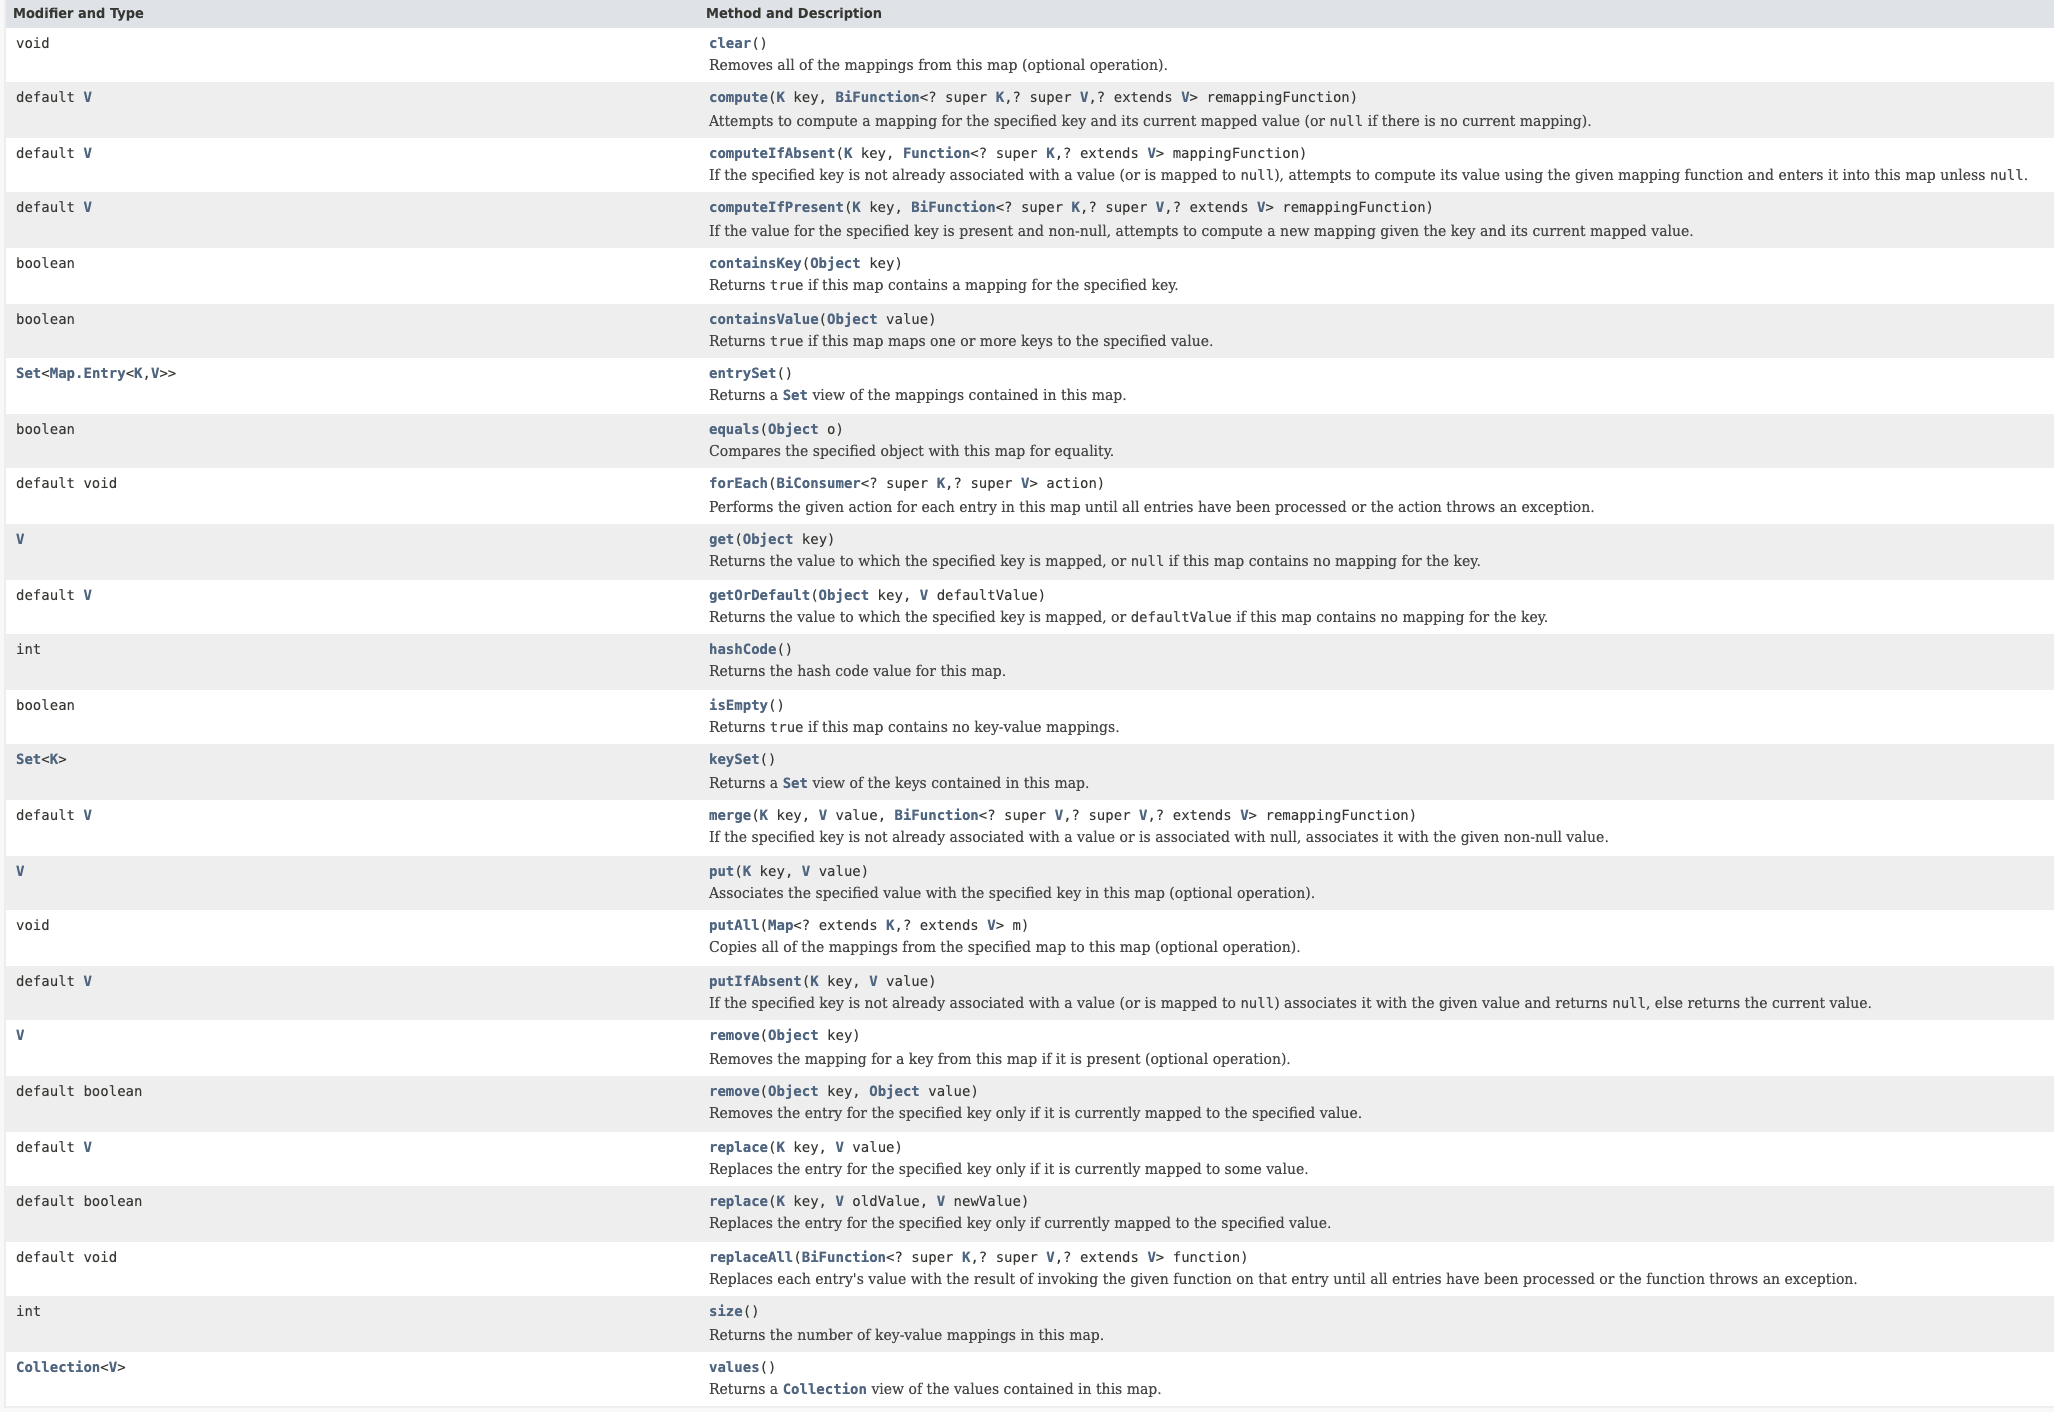 Modifier and Type Method and Description
void clear()
Removes all of the mappings from this map (optional operation).
default V compute(K key, BiFunction<? super K,? super V,? extends V> remappingFunction)
Attempts to compute a mapping for the specified key and its current mapped value (or null if there is no current mapping).
default V computeIfAbsent(K key, Function<? super K,? extends V> mappingFunction)
If the specified key is not already associated with a value (or is mapped to null), attempts to compute its value using the given mapping function and enters it into this map unless null.
default V computeIfPresent(K key, BiFunction<? super K,? super V,? extends V> remappingFunction)
If the value for the specified key is present and non-null, attempts to compute a new mapping given the key and its current mapped value.
boolean containsKey(Object key)
Returns true if this map contains a mapping for the specified key.
boolean containsValue(Object value)
Returns true if this map maps one or more keys to the specified value.
Set<Map.Entry<K,V>> entrySet()
Returns a Set view of the mappings contained in this map.
boolean equals(Object o)
Compares the specified object with this map for equality.
default void forEach(BiConsumer<? super K,? super V> action)
Performs the given action for each entry in this map until all entries have been processed or the action throws an exception.
V get(Object key)
Returns the value to which the specified key is mapped, or null if this map contains no mapping for the key.
default V getOrDefault(Object key, V defaultValue)
Returns the value to which the specified key is mapped, or defaultValue if this map contains no mapping for the key.
int hashCode()
Returns the hash code value for this map.
boolean isEmpty()
Returns true if this map contains no key-value mappings.
Set<K> keySet()
Returns a Set view of the keys contained in this map.
default V merge(K key, V value, BiFunction<? super V,? super V,? extends V> remappingFunction)
If the specified key is not already associated with a value or is associated with null, associates it with the given non-null value.
V put(K key, V value)
Associates the specified value with the specified key in this map (optional operation).
void putAll(Map<? extends K,? extends V> m)
Copies all of the mappings from the specified map to this map (optional operation).
default V putIfAbsent(K key, V value)
If the specified key is not already associated with a value (or is mapped to null) associates it with the given value and returns null, else returns the current value.
V remove(Object key)
Removes the mapping for a key from this map if it is present (optional operation).
default boolean remove(Object key, Object value)
Removes the entry for the specified key only if it is currently mapped to the specified value.
default V replace(K key, V value)
Replaces the entry for the specified key only if it is currently mapped to some value.
default boolean replace(K key, V oldValue, V newValue)
Replaces the entry for the specified key only if currently mapped to the specified value.
default void replaceAll(BiFunction<? super K,? super V,? extends V> function)
Replaces each entry's value with the result of invoking the given function on that entry until all entries have been processed or the function throws an exception.
int size()
Returns the number of key-value mappings in this map.
Collection<V> values()
Returns a Collection view of the values contained in this map.